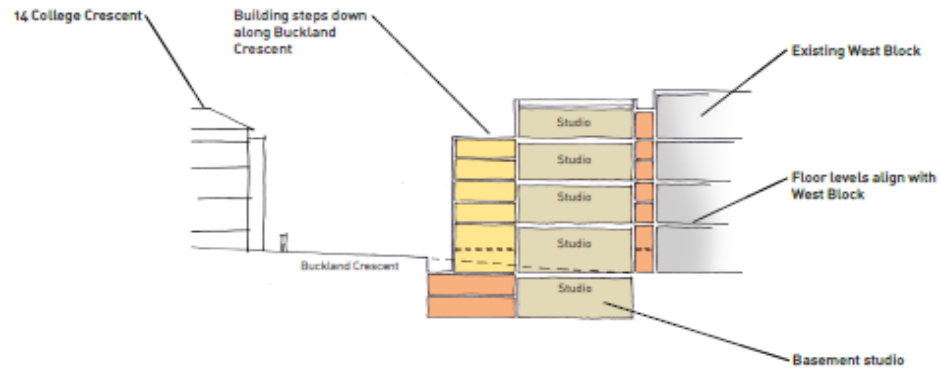 14 College Crescent
Building steps down
along Buckland
Crescent
Existing West Block
Studio
Studio
Floor levels align with
West Block
Studio
Studio
Buckland Crescent
Studio
Basement studio